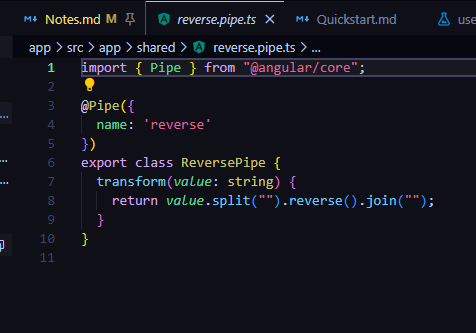 Notes.md M reverse.pipe.ts Quickstart.md use
app > src > app > shared > reverse.pipe.ts > ...
1 import { Pipe } from "@angular/core";
2
3 @Pipe({
4 name: 'reverse'
5 })
6 export class ReversePipe {
7 transform(value: string) {
8 return value.split("").reverse().join("");
9 }
10 }
11